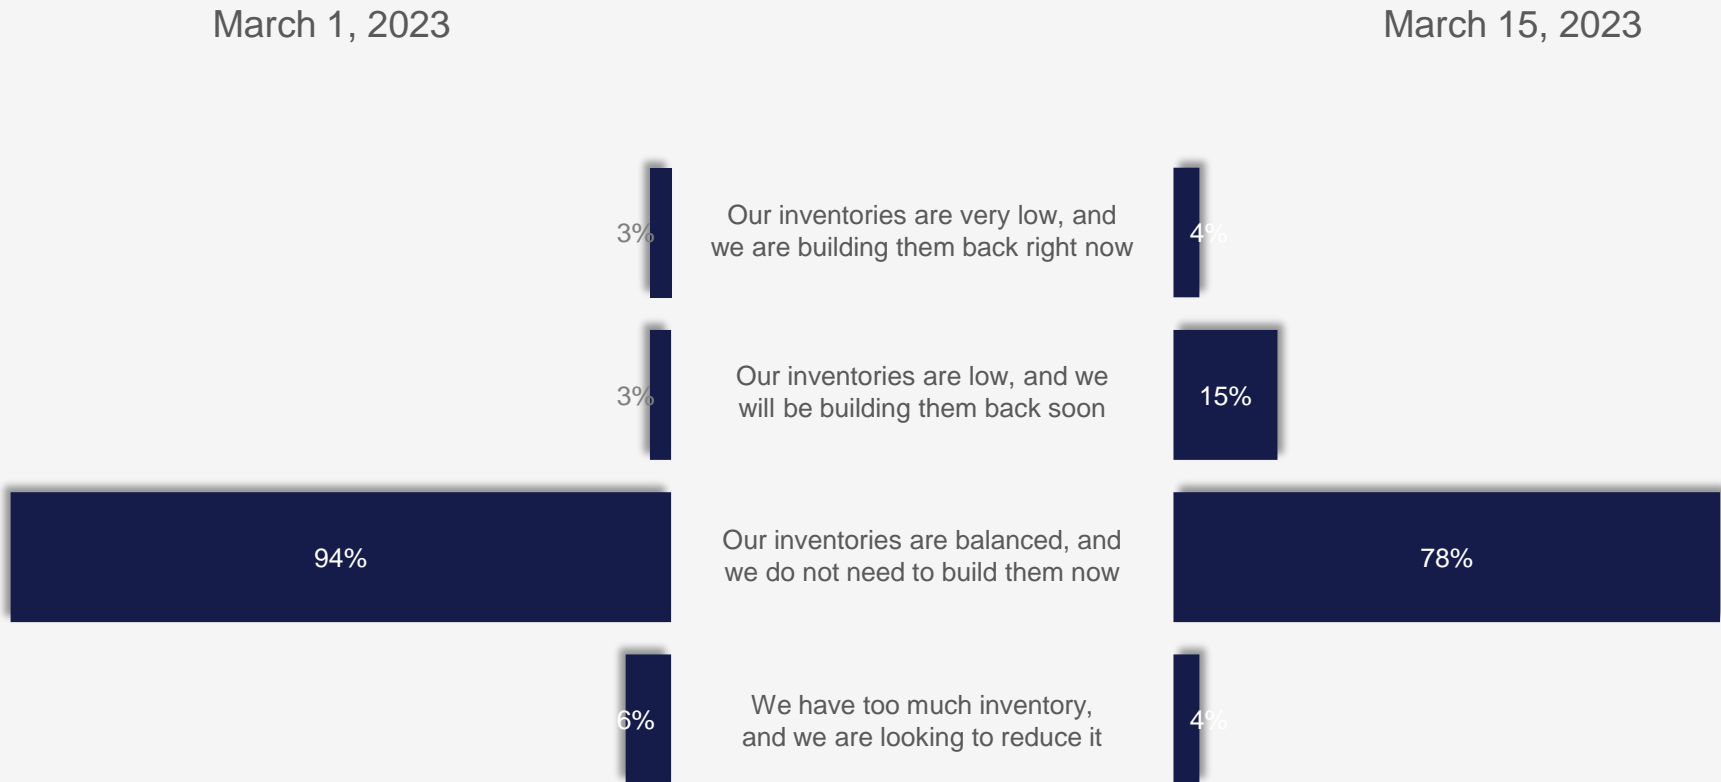 March 1, 2023
March 15, 2023
3%
Our inventories are very low, and
we are building them back right now
4%
3%
Our inventories are low, and we
will be building them back soon
15%
94%
Our inventories are balanced, and
we do not need to build them now
78%
6%
We have too much inventory,
and we are looking to reduce it
4%